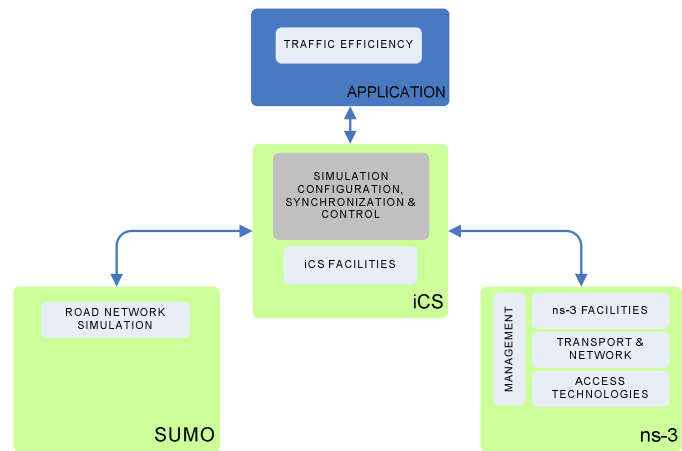 TRAFFIC EFFICIENCY
APPLICATION
SIMULATION
CONFIGURATION,
SYNCHRONIZATION &
CONTROL
iCS FACILITIES
iCS
ROAD NETWORK
SIMULATION
SUMO
MANAGEMENT
ns-3 FACILITIES
TRANSPORT &
NETWORK
ACCESS
TECHNOLOGIES
ns-3